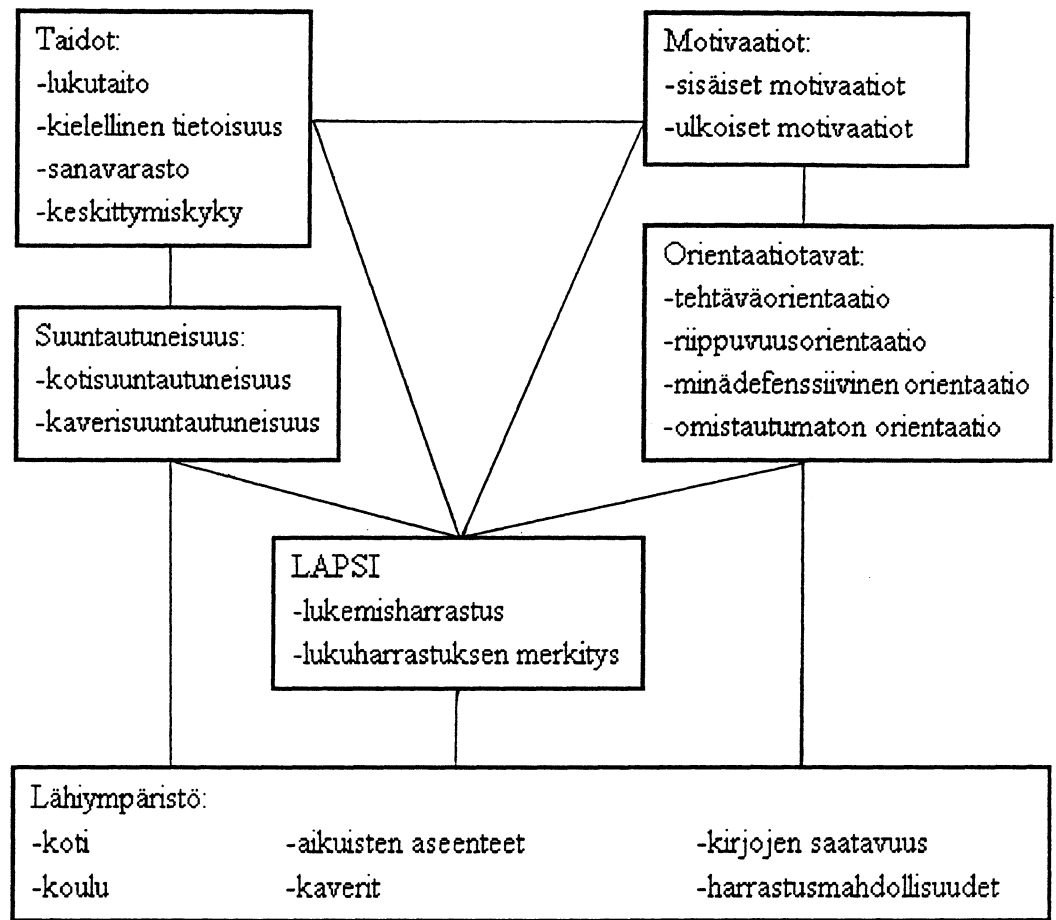 Taidot:
-lukutaito
-kielellinen tietoisuus
-sanavarasto
-keskittymiskyky
Motivaatiot:
-sisäiset motivaatiot
-ulkoiset motivaatiot
Suuntautuneisuus:
-kotisuuntautuneisuus
-kaverisuuntautuneisuus
Orientaatiotavat:
-tehtäväorientaatio
-riippuvuusorientaatio
-minädefenssiivinen orientaatio
-omistautumaton orientaatio
LAPSI
-lukemisharrastus
-lukuharrastuksen merkitys
Lähiympäristö:
-koti -aikuisten aseenteet -kirjojen saatavuus
-koulu -kaverit -harrastusmahdollisuudet